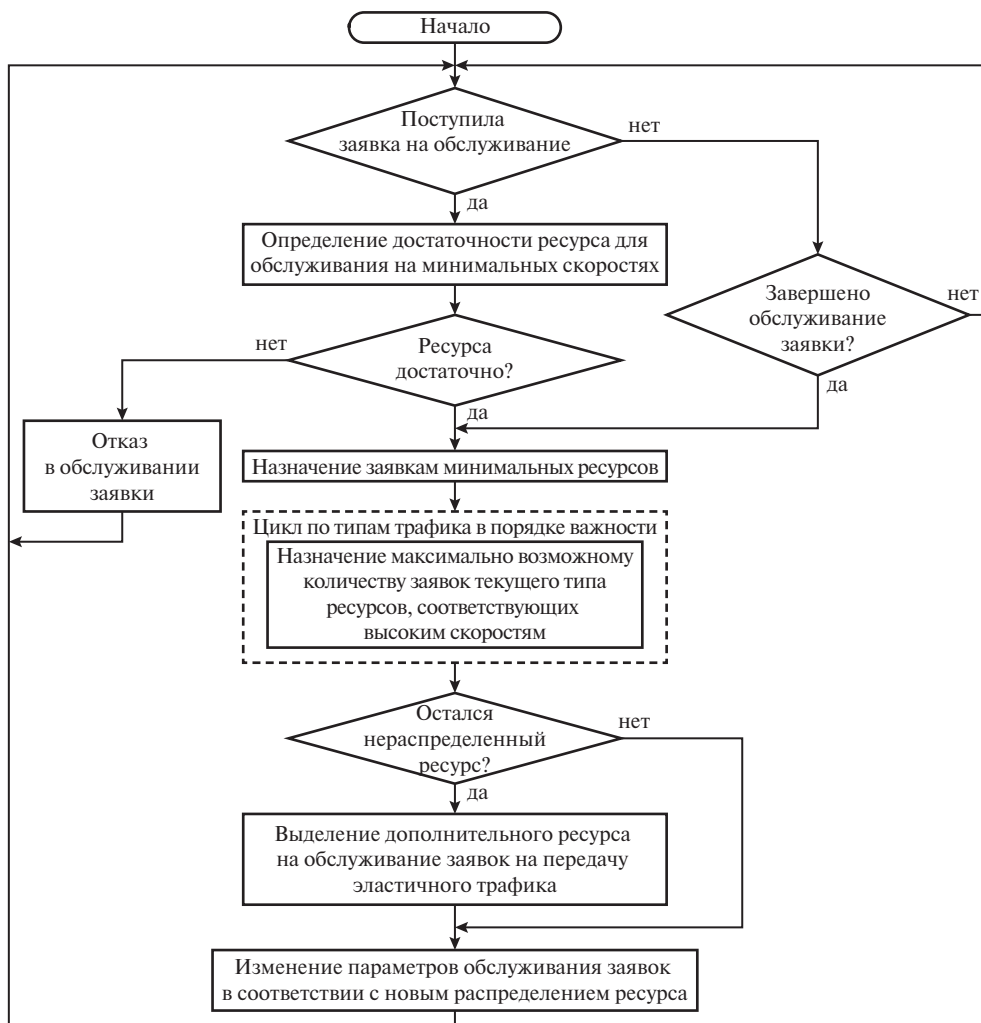 Начало
Поступила
заявка на обслуживание
нет
да
Определение достаточности ресурса для
обслуживания на минимальных скоростях
Завершено
обслуживание
заявки?
нет
да
Ресурса
достаточно?
нет
да
Отказ
в обслуживании
заявки
Назначение заявкам минимальных ресурсов
Цикл по типам трафика в порядке важности
Назначение максимально возможному
количеству заявок текущего типа
ресурсов, соответствующих
высоким скоростям
Остался
нераспределенный
ресурс?
нет
да
Выделение дополнительного ресурса
на обслуживание заявок на передачу
эластичного трафика
Изменение параметров обслуживания заявок
в соответствии с новым распределением ресурса